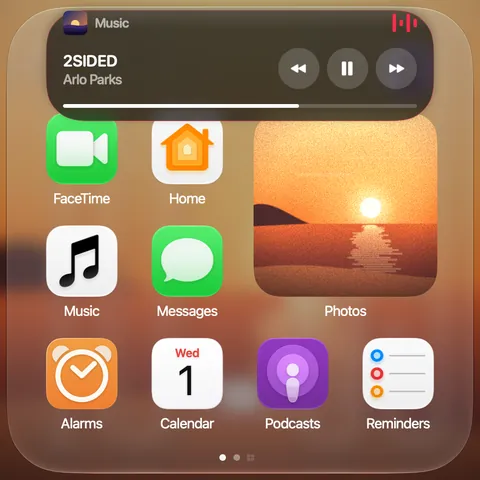 Music
2SIDED
Arlo Parks
FaceTime
Home
Music
Messages
Photos
Wed
1
Alarms
Calendar
Podcasts
Reminders